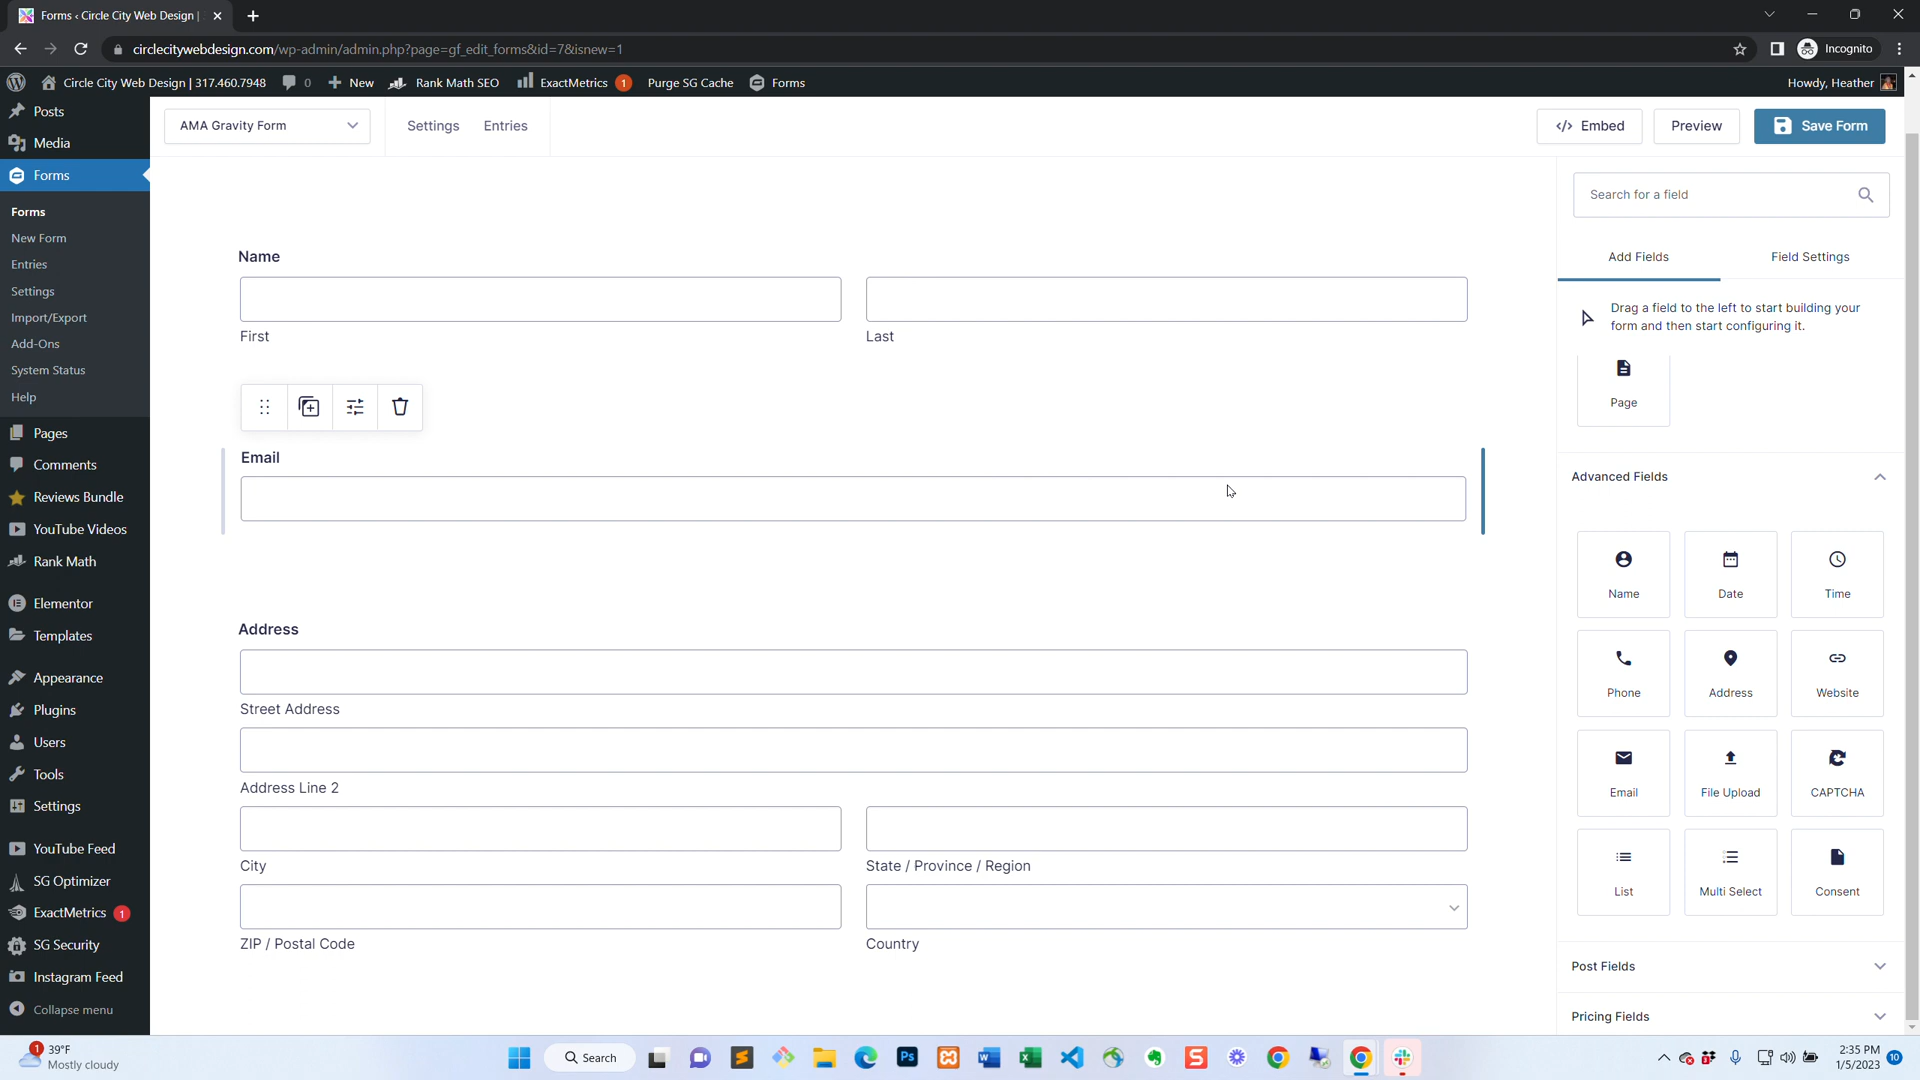 Forms ‹ Circle City Web Design |
circlecitywebdesign.com/wp-admin/admin.php?page=gf_edit_forms&id=7&isnew=1
Incognito
Circle City Web Design | 317.460.7948
0
New
Rank Math SEO
ExactMetrics
1
Purge SG Cache
Forms
Howdy, Heather
Posts
Media
Forms
Forms
New Form
Entries
Settings
Import/Export
Add-Ons
System Status
Help
Pages
Comments
Reviews Bundle
YouTube Videos
Rank Math
Elementor
Templates
Appearance
Plugins
Users
Tools
Settings
YouTube Feed
SG Optimizer
ExactMetrics 1
SG Security
Instagram Feed
Collapse menu
AMA Gravity Form
Settings
Entries
</> Embed
Preview
Save Form
Name
First
Last
Email
Address
Street Address
Address Line 2
City
State / Province / Region
ZIP / Postal Code
Country
Search for a field
Add Fields
Field Settings
Drag a field to the left to start building your
form and then start configuring it.
Page
Advanced Fields
Name
Date
Time
Phone
Address
Website
Email
File Upload
CAPTCHA
List
Multi Select
Consent
Post Fields
Pricing Fields
1
39°F
Mostly cloudy
Search
Ps
S
2:35 PM
1/5/2023
10